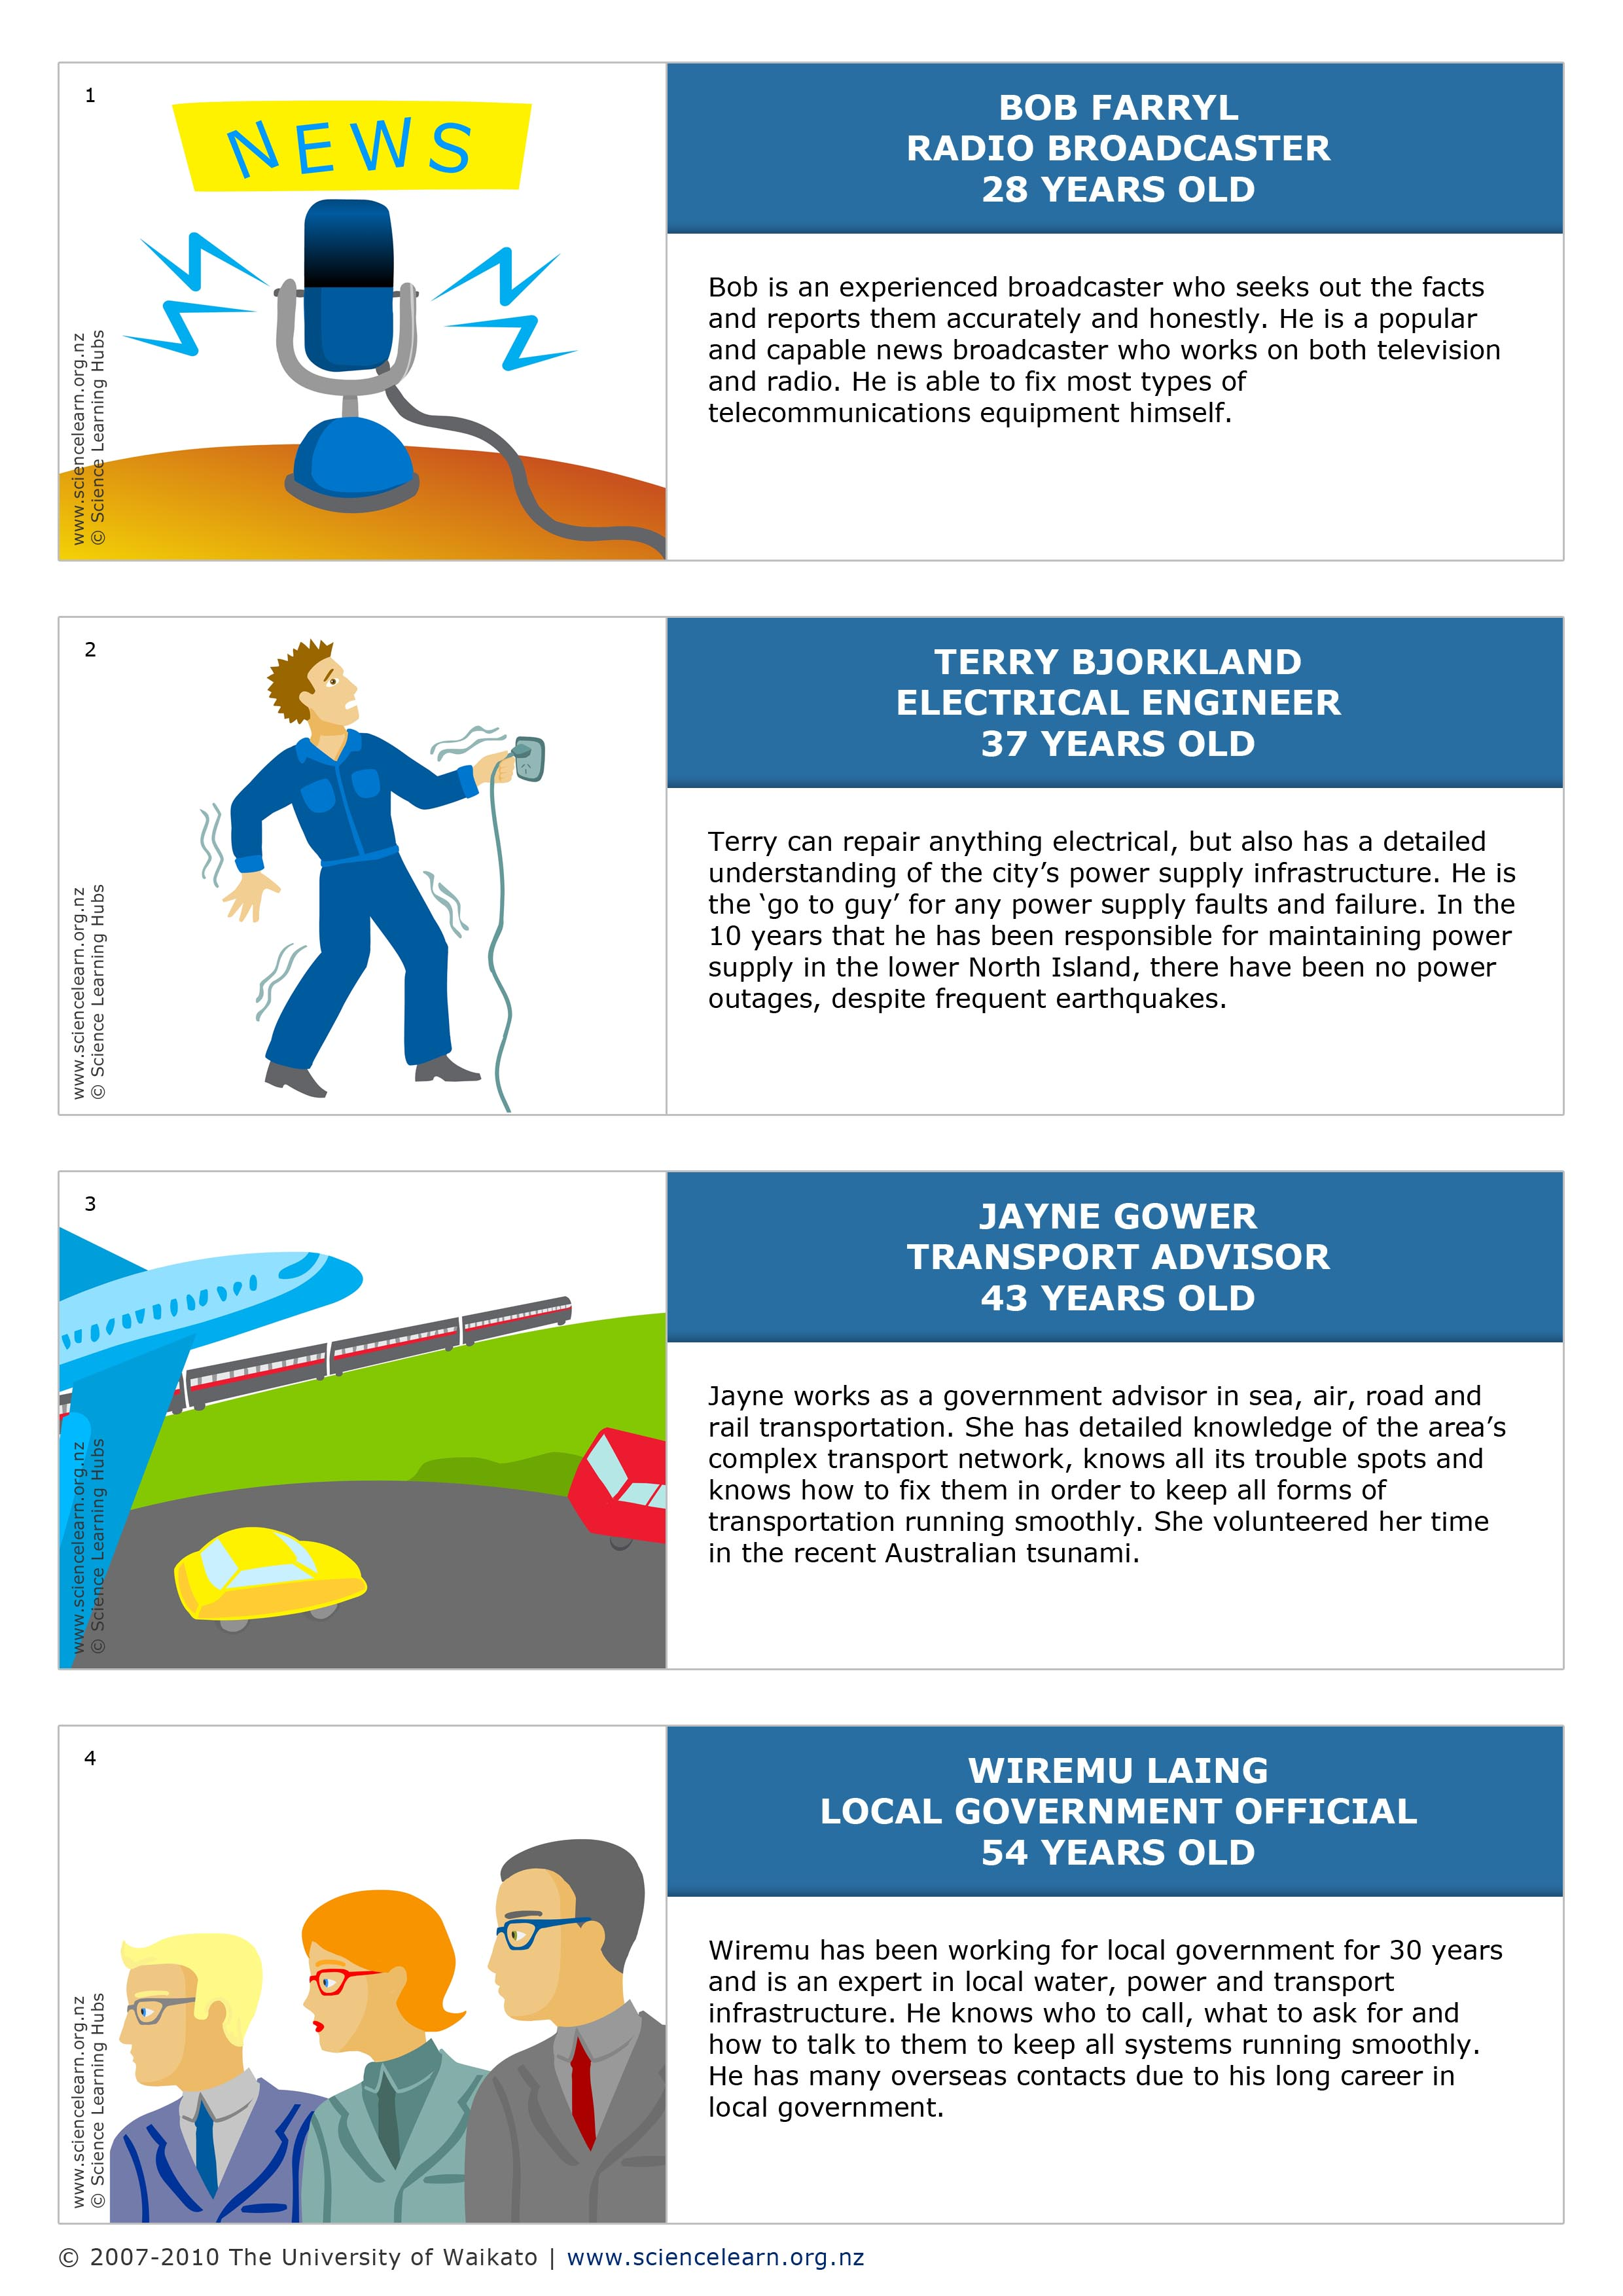 1
NEWS
www.sciencelearn.org.nz
© Science Learning Hubs
BOB FARRYL
RADIO BROADCASTER
28 YEARS OLD
Bob is an experienced broadcaster who seeks out the facts
and reports them accurately and honestly. He is a popular
and capable news broadcaster who works on both television
and radio. He is able to fix most types of
telecommunications equipment himself.
2
www.sciencelearn.org.nz
© Science Learning Hubs
TERRY BJORKLAND
ELECTRICAL ENGINEER
37 YEARS OLD
Terry can repair anything electrical, but also has a detailed
understanding of the city’s power supply infrastructure. He is
the ‘go to guy’ for any power supply faults and failure. In the
10 years that he has been responsible for maintaining power
supply in the lower North Island, there have been no power
outages, despite frequent earthquakes.
3
www.sciencelearn.org.nz
© Science Learning Hubs
JAYNE GOWER
TRANSPORT ADVISOR
43 YEARS OLD
Jayne works as a government advisor in sea, air, road and
rail transportation. She has detailed knowledge of the area’s
complex transport network, knows all its trouble spots and
knows how to fix them in order to keep all forms of
transportation running smoothly. She volunteered her time
in the recent Australian tsunami.
4
www.sciencelearn.org.nz
© Science Learning Hubs
WIREMU LAING
LOCAL GOVERNMENT OFFICIAL
54 YEARS OLD
Wiremu has been working for local government for 30 years
and is an expert in local water, power and transport
infrastructure. He knows who to call, what to ask for and
how to talk to them to keep all systems running smoothly.
He has many overseas contacts due to his long career in
local government.
© 2007-2010 The University of Waikato | www.sciencelearn.org.nz